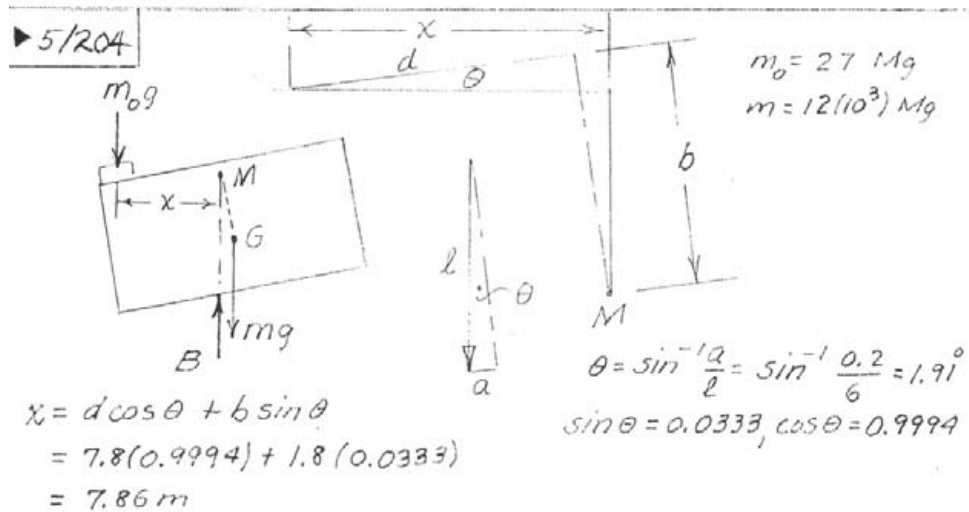 ▶ 5/204
x
d
θ
m₀ = 27 Mg
m = 12(10³) Mg
m₀g
b
x
M
G
l
θ
M
mg
B
a
θ = sin⁻¹ a/l = sin⁻¹ 0.2/6 = 1.91°
sin θ = 0.0333, cos θ = 0.9994
x = d cos θ + b sin θ
= 7.8(0.9994) + 1.8(0.0333)
= 7.86 m